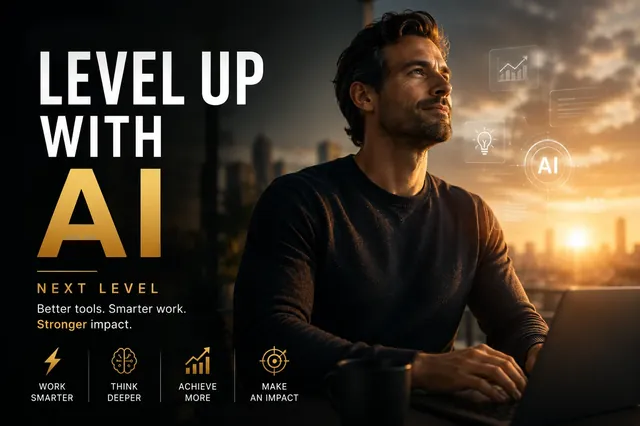 LEVEL UP
WITH
AI
NEXT LEVEL
Better tools. Smarter work.
Stronger impact.
WORK
SMARTER
THINK
DEEPER
ACHIEVE
MORE
MAKE
AN IMPACT
AI